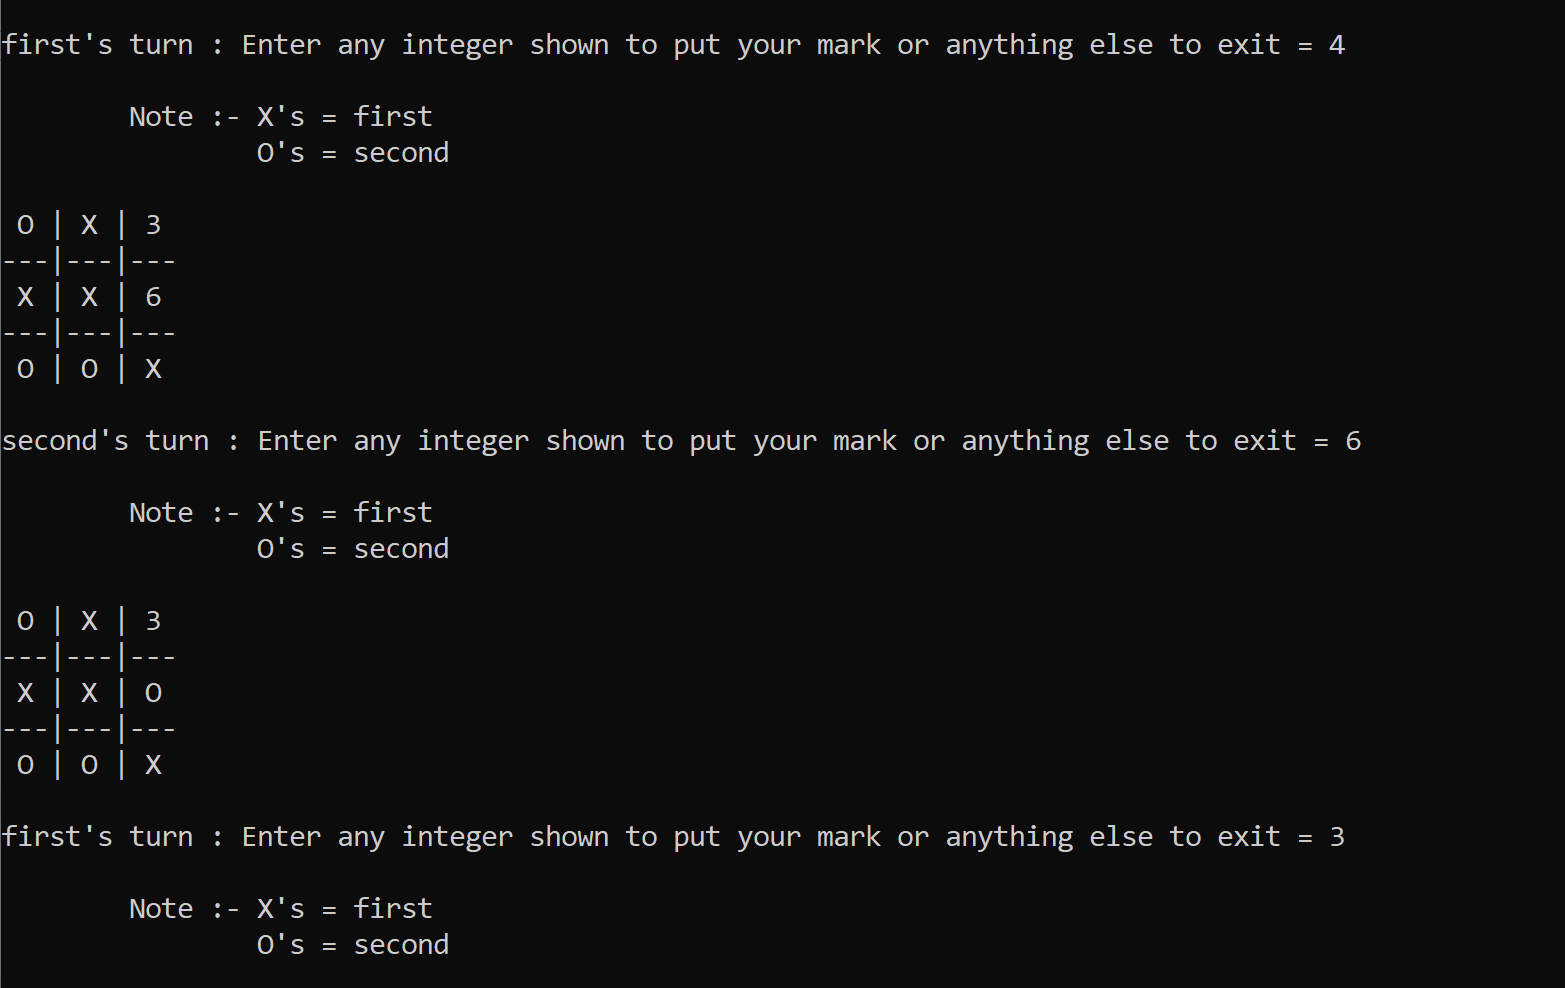 first's turn : Enter any integer shown to put your mark or anything else to exit = 4
Note :- X's = first
O's = second
O | X | 3
---|---|---
X | X | 6
---|---|---
O | O | X
second's turn : Enter any integer shown to put your mark or anything else to exit = 6
Note :- X's = first
O's = second
O | X | 3
---|---|---
X | X | O
---|---|---
O | O | X
first's turn : Enter any integer shown to put your mark or anything else to exit = 3
Note :- X's = first
O's = second